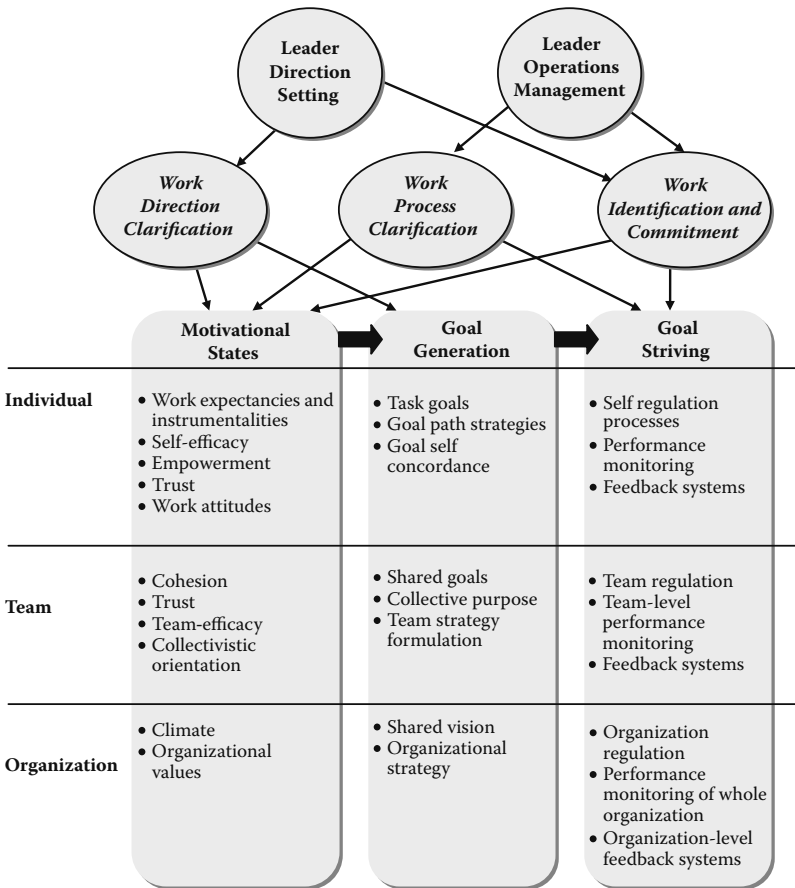 Leader
Direction
Setting
Leader
Operations
Management
Work
Direction
Clarification
Work
Process
Clarification
Work
Identification and
Commitment
Motivational
States
Goal
Generation
Goal
Striving
Individual
• Work expectancies and
instrumentalities
• Self-efficacy
• Empowerment
• Trust
• Work attitudes
• Task goals
• Goal path strategies
• Goal self
concordance
• Self regulation
processes
• Performance
monitoring
• Feedback systems
Team
• Cohesion
• Trust
• Team-efficacy
• Collectivistic
orientation
• Shared goals
• Collective purpose
• Team strategy
formulation
• Team regulation
• Team-level
performance
monitoring
• Feedback systems
Organization
• Climate
• Organizational
values
• Shared vision
• Organizational
strategy
• Organization
regulation
• Performance
monitoring of whole
organization
• Organization-level
feedback systems